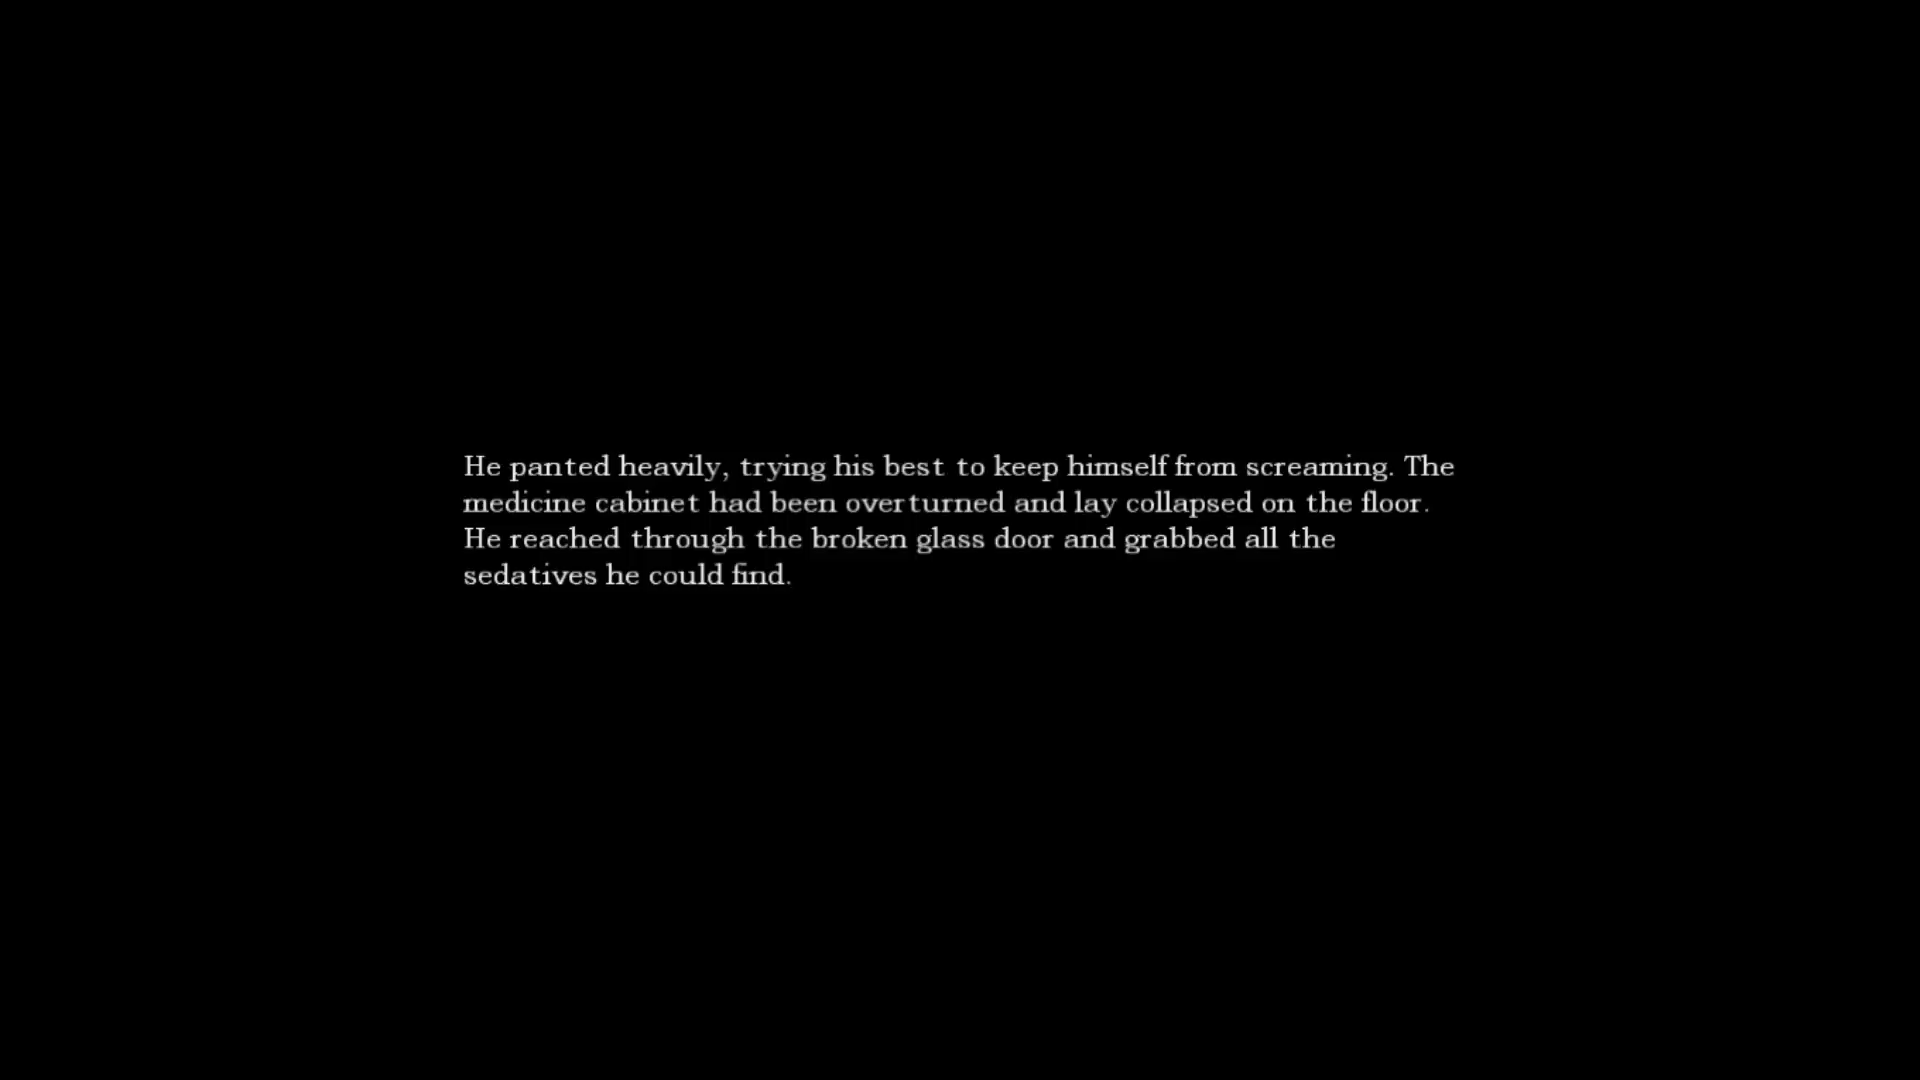 He panted heavily, trying his best to keep himself from screaming. The
medicine cabinet had been overturned and lay collapsed on the floor.
He reached through the broken glass door and grabbed all the
sedatives he could find.